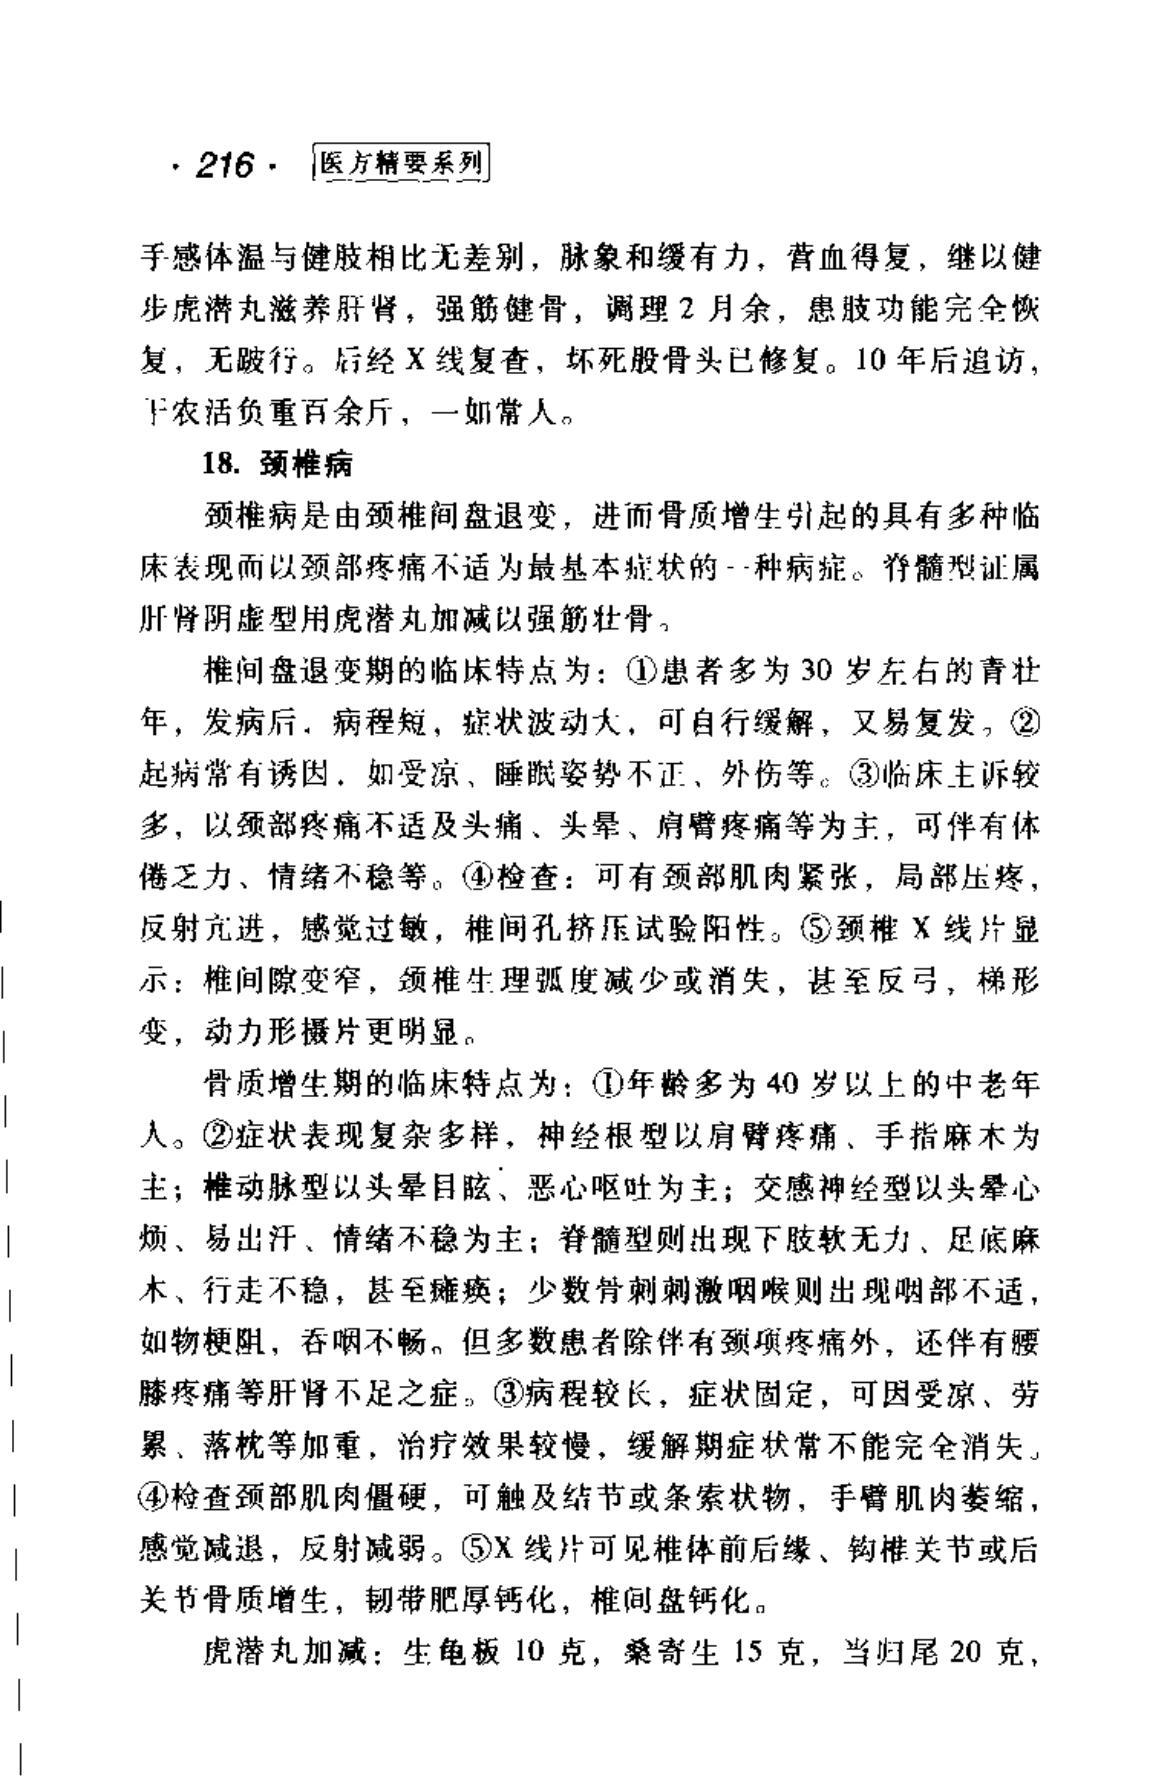 · 216 · 医方精要系列
手感体温与健肢相比无差别，脉象和缓有力，营血得复，继以健
步虎潜丸滋养肝肾，强筋健骨，调理 2 月余，患肢功能完全恢
复，无跛行。后经 X 线复查，坏死股骨头已修复。10 年后追访，
干农活负重百余斤，一如常人。
18. 颈椎病
颈椎病是由颈椎间盘退变，进而骨质增生引起的具有多种临
床表现而以颈部疼痛不适为最基本症状的一种病症。脊髓型证属
肝肾阴虚型用虎潜丸加减以强筋壮骨。
椎间盘退变期的临床特点为：①患者多为 30 岁左右的青壮
年，发病后，病程短，症状波动大，可自行缓解，又易复发。②
起病常有诱因，如受凉、睡眠姿势不正、外伤等。③临床主诉较
多，以颈部疼痛不适及头痛、头晕、肩臂疼痛等为主，可伴有体
倦乏力、情绪不稳等。④检查：可有颈部肌肉紧张，局部压疼，
反射亢进，感觉过敏，椎间孔挤压试验阳性。⑤颈椎 X 线片显
示：椎间隙变窄，颈椎生理弧度减少或消失，甚至反弓，梯形
变，动力形摄片更明显。
骨质增生期的临床特点为：①年龄多为 40 岁以上的中老年
人。②症状表现复杂多样，神经根型以肩臂疼痛、手指麻木为
主；椎动脉型以头晕目眩、恶心呕吐为主；交感神经型以头晕心
烦、易出汗、情绪不稳为主；脊髓型则出现下肢软无力、足底麻
木、行走不稳，甚至瘫痪；少数骨刺刺激咽喉则出现咽部不适，
如物梗阻，吞咽不畅。但多数患者除伴有颈项疼痛外，还伴有腰
膝疼痛等肝肾不足之症。③病程较长，症状固定，可因受凉、劳
累、落枕等加重，治疗效果较慢，缓解期症状常不能完全消失。
④检查颈部肌肉僵硬，可触及结节或条索状物，手臂肌肉萎缩，
感觉减退，反射减弱。⑤X 线片可见椎体前后缘、钩椎关节或后
关节骨质增生，韧带肥厚钙化，椎间盘钙化。
虎潜丸加减：生龟板 10 克，桑寄生 15 克，当归尾 20 克，